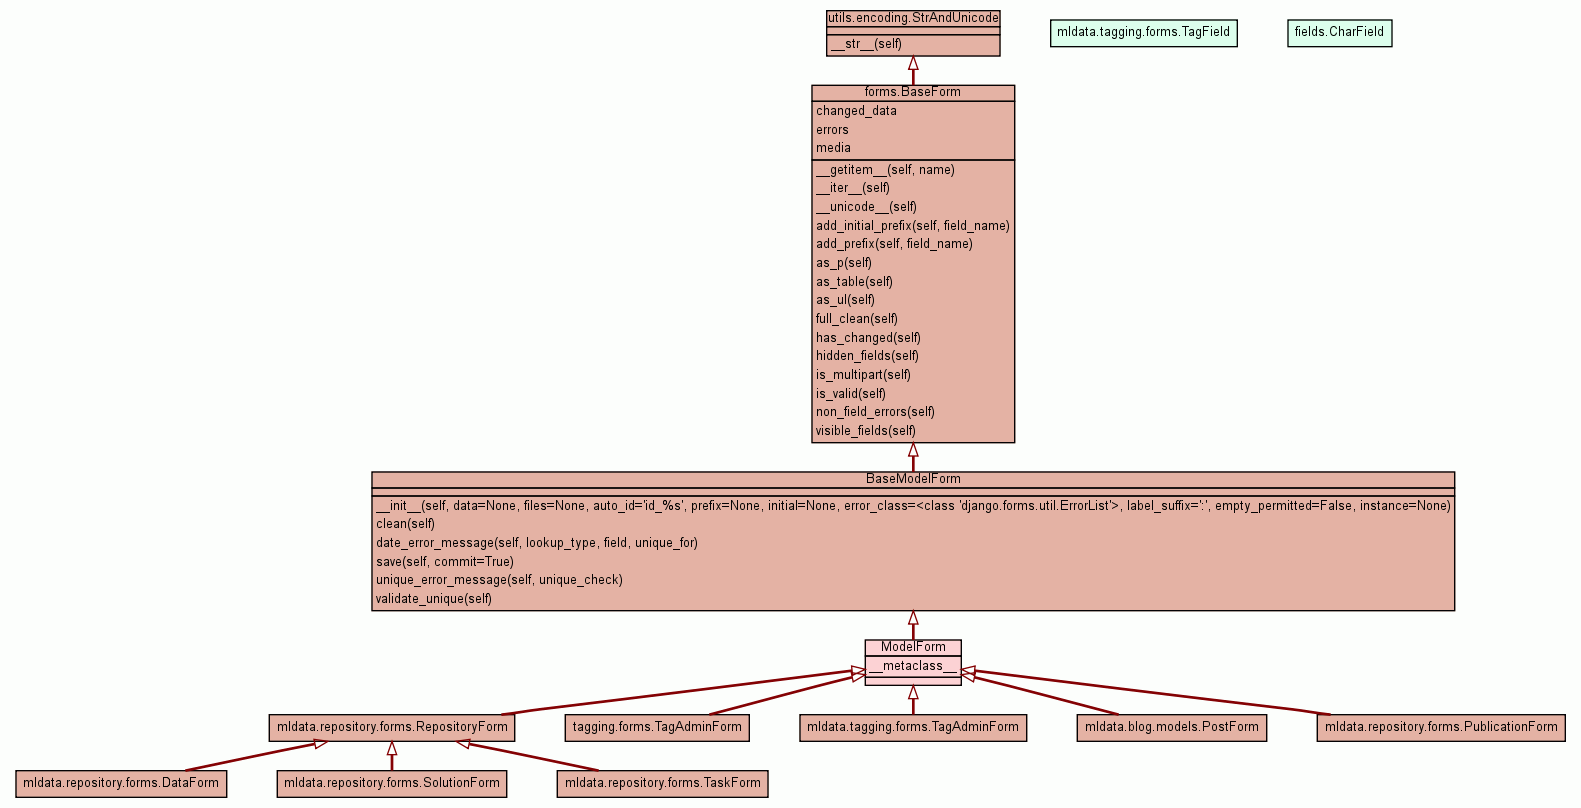 utils.encoding.StrAndUnicode
__str__(self)
mldata.tagging.forms.TagField
fields.CharField
forms.BaseForm
changed_data
errors
media
__getitem__(self, name)
__iter__(self)
__unicode__(self)
add_initial_prefix(self, field_name)
add_prefix(self, field_name)
as_p(self)
as_table(self)
as_ul(self)
full_clean(self)
has_changed(self)
hidden_fields(self)
is_multipart(self)
is_valid(self)
non_field_errors(self)
visible_fields(self)
BaseModelForm
__init__(self, data=None, files=None, auto_id='id_%s', prefix=None, initial=None, error_class=<class 'django.forms.util.ErrorList'>, label_suffix=':', empty_permitted=False, instance=None)
clean(self)
date_error_message(self, lookup_type, field, unique_for)
save(self, commit=True)
unique_error_message(self, unique_check)
validate_unique(self)
ModelForm
__metaclass__
mldata.repository.forms.RepositoryForm
tagging.forms.TagAdminForm
mldata.tagging.forms.TagAdminForm
mldata.blog.models.PostForm
mldata.repository.forms.PublicationForm
mldata.repository.forms.DataForm
mldata.repository.forms.SolutionForm
mldata.repository.forms.TaskForm